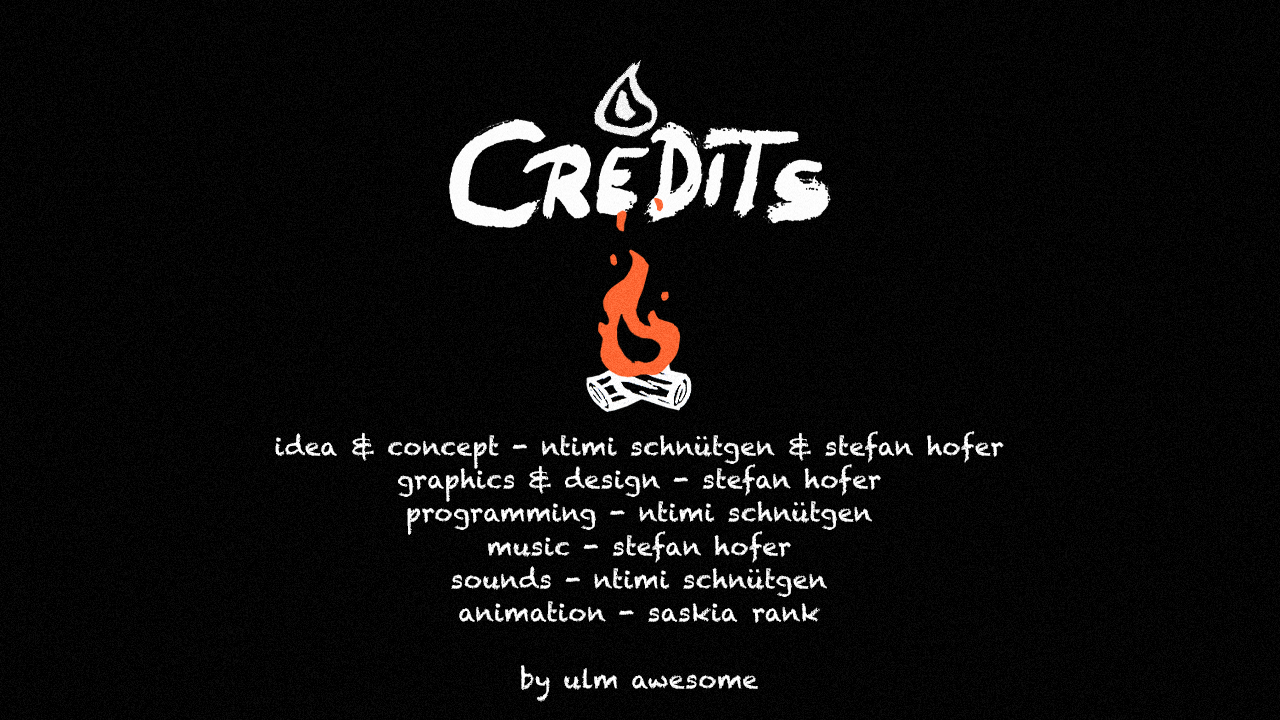 CREDITS
idea & concept - ntimi schnütgen & stefan hofer
graphics & design - stefan hofer
programming - ntimi schnütgen
music - stefan hofer
sounds - ntimi schnütgen
animation - saskia rank
by ulm awesome